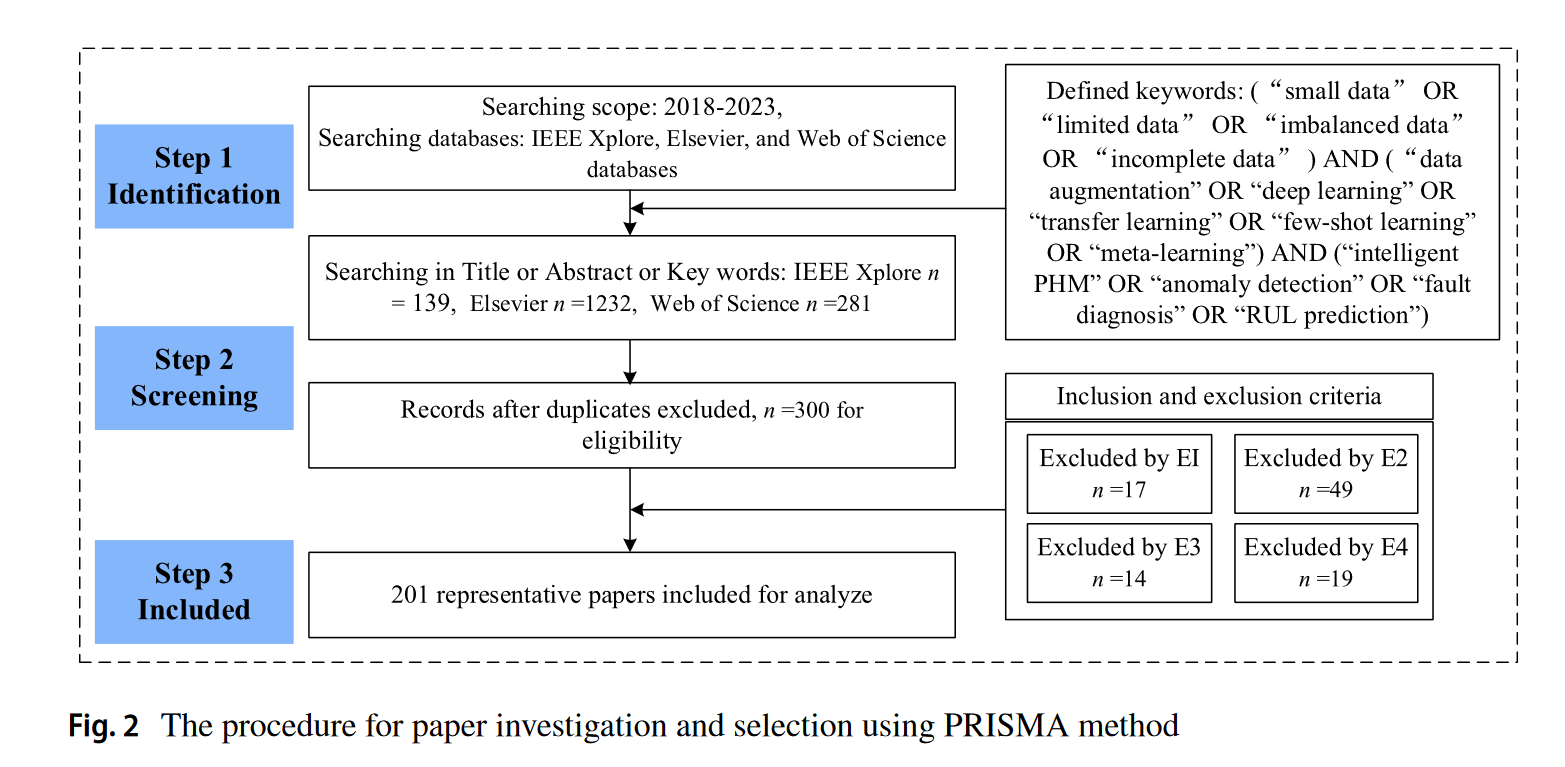 Step 1
Identification
Searching scope: 2018-2023,
Searching databases: IEEE Xplore, Elsevier, and Web of Science
databases
Defined keywords: (“small data” OR
“limited data” OR “imbalanced data”
OR “incomplete data”) AND (“data
augmentation” OR “deep learning” OR
“transfer learning” OR “few-shot learning”
OR “meta-learning”) AND (“intelligent
PHM” OR “anomaly detection” OR “fault
diagnosis” OR “RUL prediction”)
Searching in Title or Abstract or Key words: IEEE Xplore n
= 139, Elsevier n =1232, Web of Science n =281
Step 2
Screening
Records after duplicates excluded, n =300 for
eligibility
Inclusion and exclusion criteria
Excluded by EI
n =17
Excluded by E2
n =49
Excluded by E3
n =14
Excluded by E4
n =19
Step 3
Included
201 representative papers included for analyze
Fig. 2 The procedure for paper investigation and selection using PRISMA method